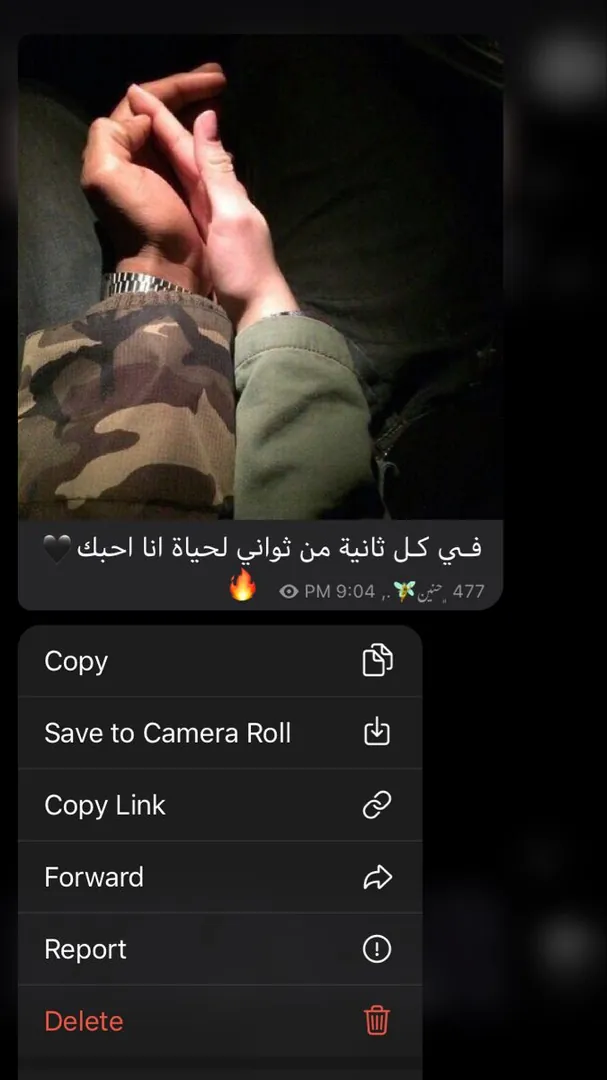 فـي كـل ثانية من ثواني لحياة انا احبك🖤🔥
477 حنين🧚 ,. 9:04 PM
Copy
Save to Camera Roll
Copy Link
Forward
Report
Delete